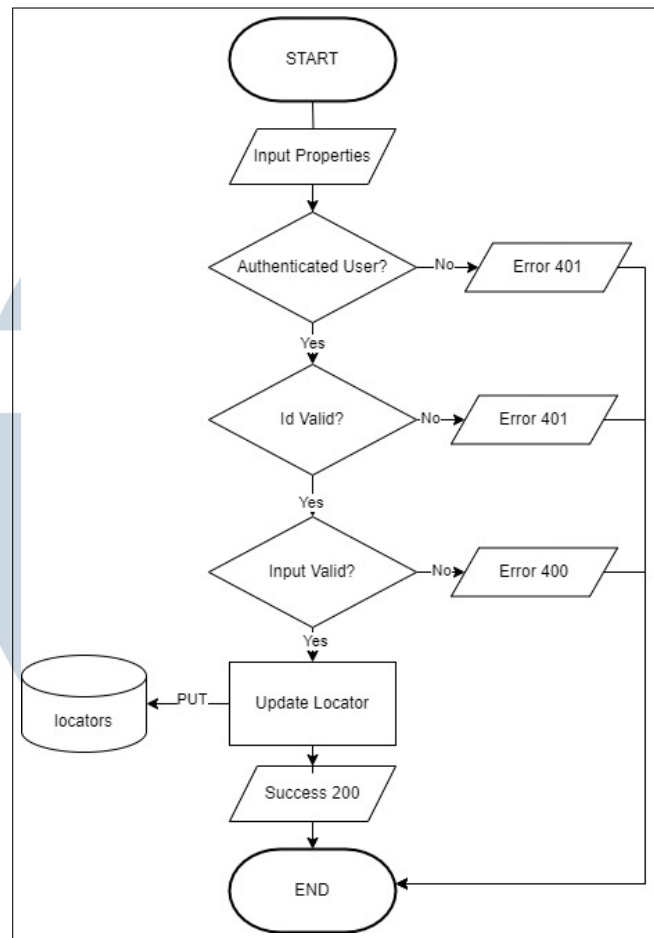 START
Input Properties
Authenticated User?
No
Error 401
Yes
Id Valid?
No
Error 401
Yes
Input Valid?
No
Error 400
Yes
Update Locator
PUT
locators
Success 200
END